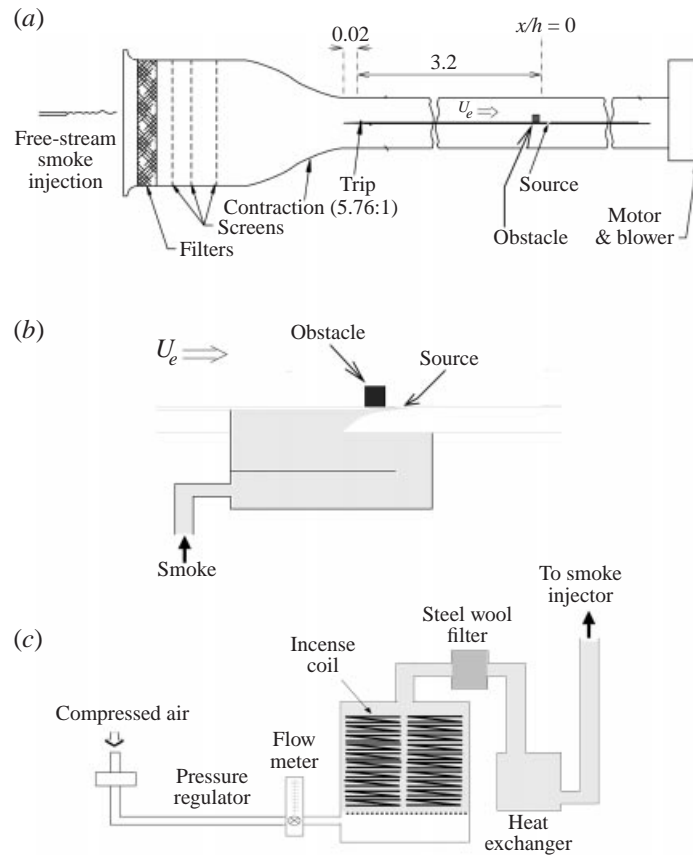 (a)
0.02
x/h = 0
3.2
U_e
Free-stream
smoke
injection
Trip
Source
Contraction (5.76:1)
Screens
Obstacle
Motor
& blower
Filters
(b)
Obstacle
U_e
Source
Smoke
To smoke
injector
(c)
Steel wool
filter
Incense
coil
Compressed air
Flow
meter
Pressure
regulator
Heat
exchanger